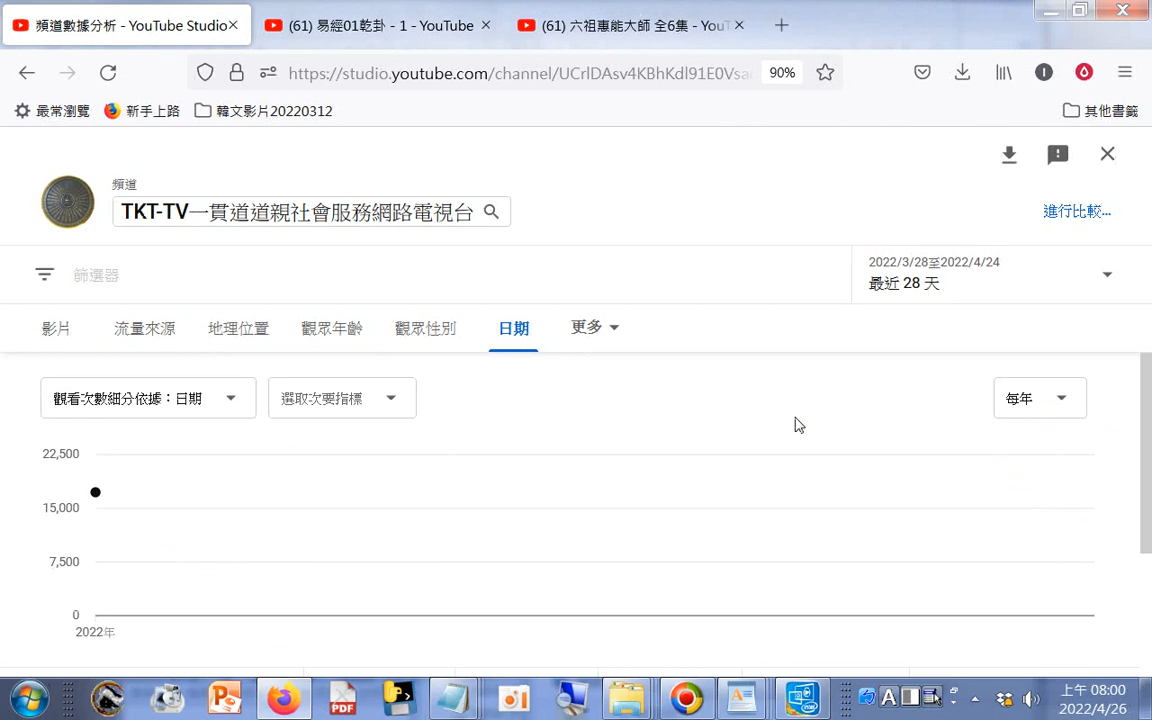 頻道數據分析 - YouTube Studio
(61) 易經01乾卦 - 1 - YouTube
(61) 六祖惠能大師 全6集 - You
https://studio.youtube.com/channel/UCrlDAsv4KBhKdl91E0Vsa
90%
最常瀏覽
新手上路
韓文影片20220312
其他書籤
頻道
TKT-TV一貫道道親社會服務網路電視台
進行比較...
篩選器
2022/3/28至2022/4/24
最近 28 天
影片
流量來源
地理位置
觀眾年齡
觀眾性別
日期
更多
觀看次數細分依據：日期
選取次要指標
每年
22,500
15,000
7,500
0
2022年
PDF
A
上午 08:00
2022/4/26